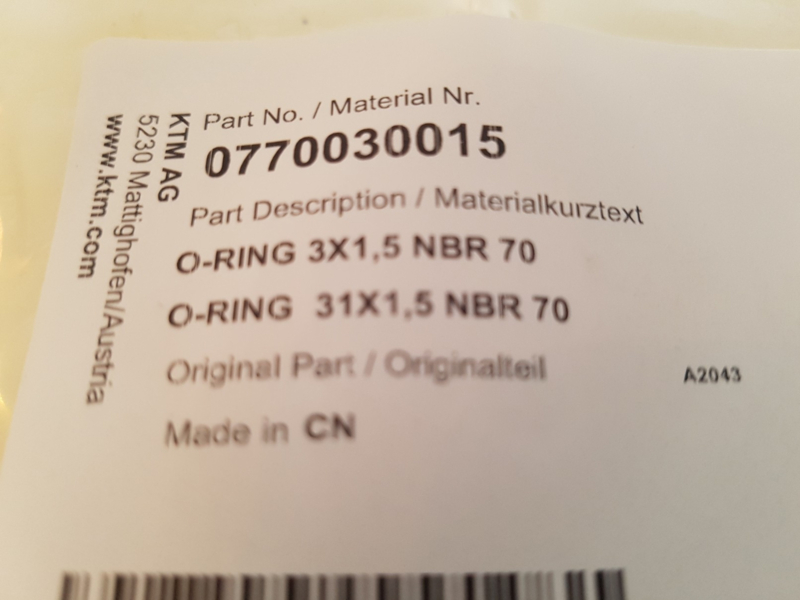 KTM AG
5230 Mattighofen/Austria
www.ktm.com
Part No. / Material Nr.
0770030015
Part Description / Materialkurztext
O-RING 3X1,5 NBR 70
O-RING 31X1,5 NBR 70
Original Part / Originalteil
A2043
Made in CN